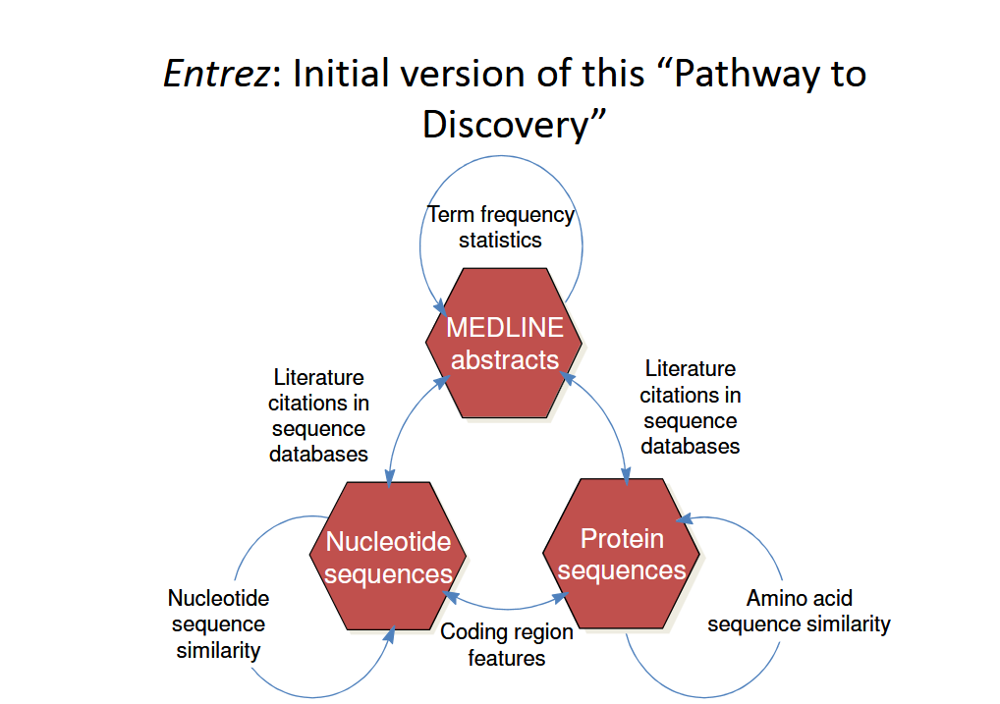 Entrez: Initial version of this “Pathway to
Discovery”
Term frequency
statistics
MEDLINE
abstracts
Literature
citations in
sequence
databases
Literature
citations in
sequence
databases
Nucleotide
sequences
Protein
sequences
Nucleotide
sequence
similarity
Coding region
features
Amino acid
sequence similarity